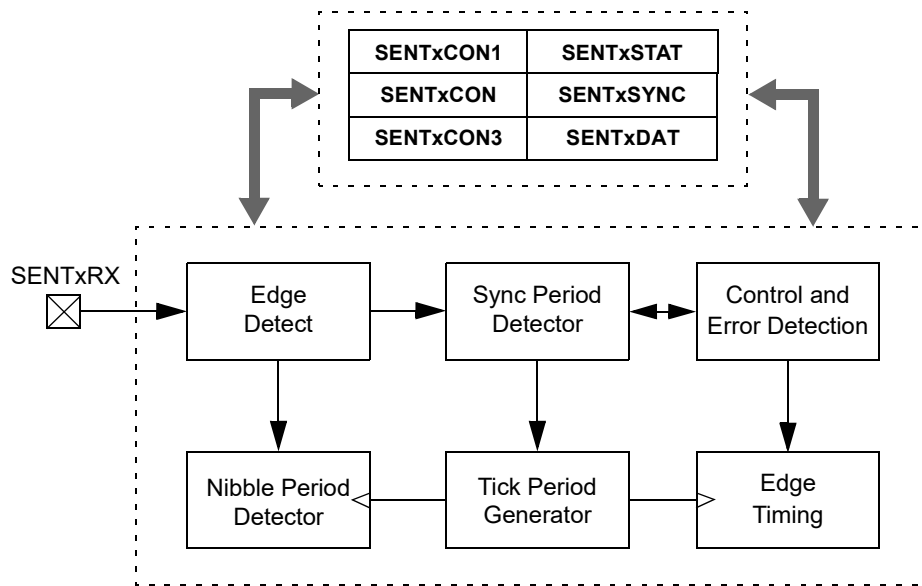 SENTxCON1 SENTxSTAT
SENTxCON SENTxSYNC
SENTxCON3 SENTxDAT
SENTxRX
Edge
Detect
Sync Period
Detector
Control and
Error Detection
Nibble Period
Detector
Tick Period
Generator
Edge
Timing